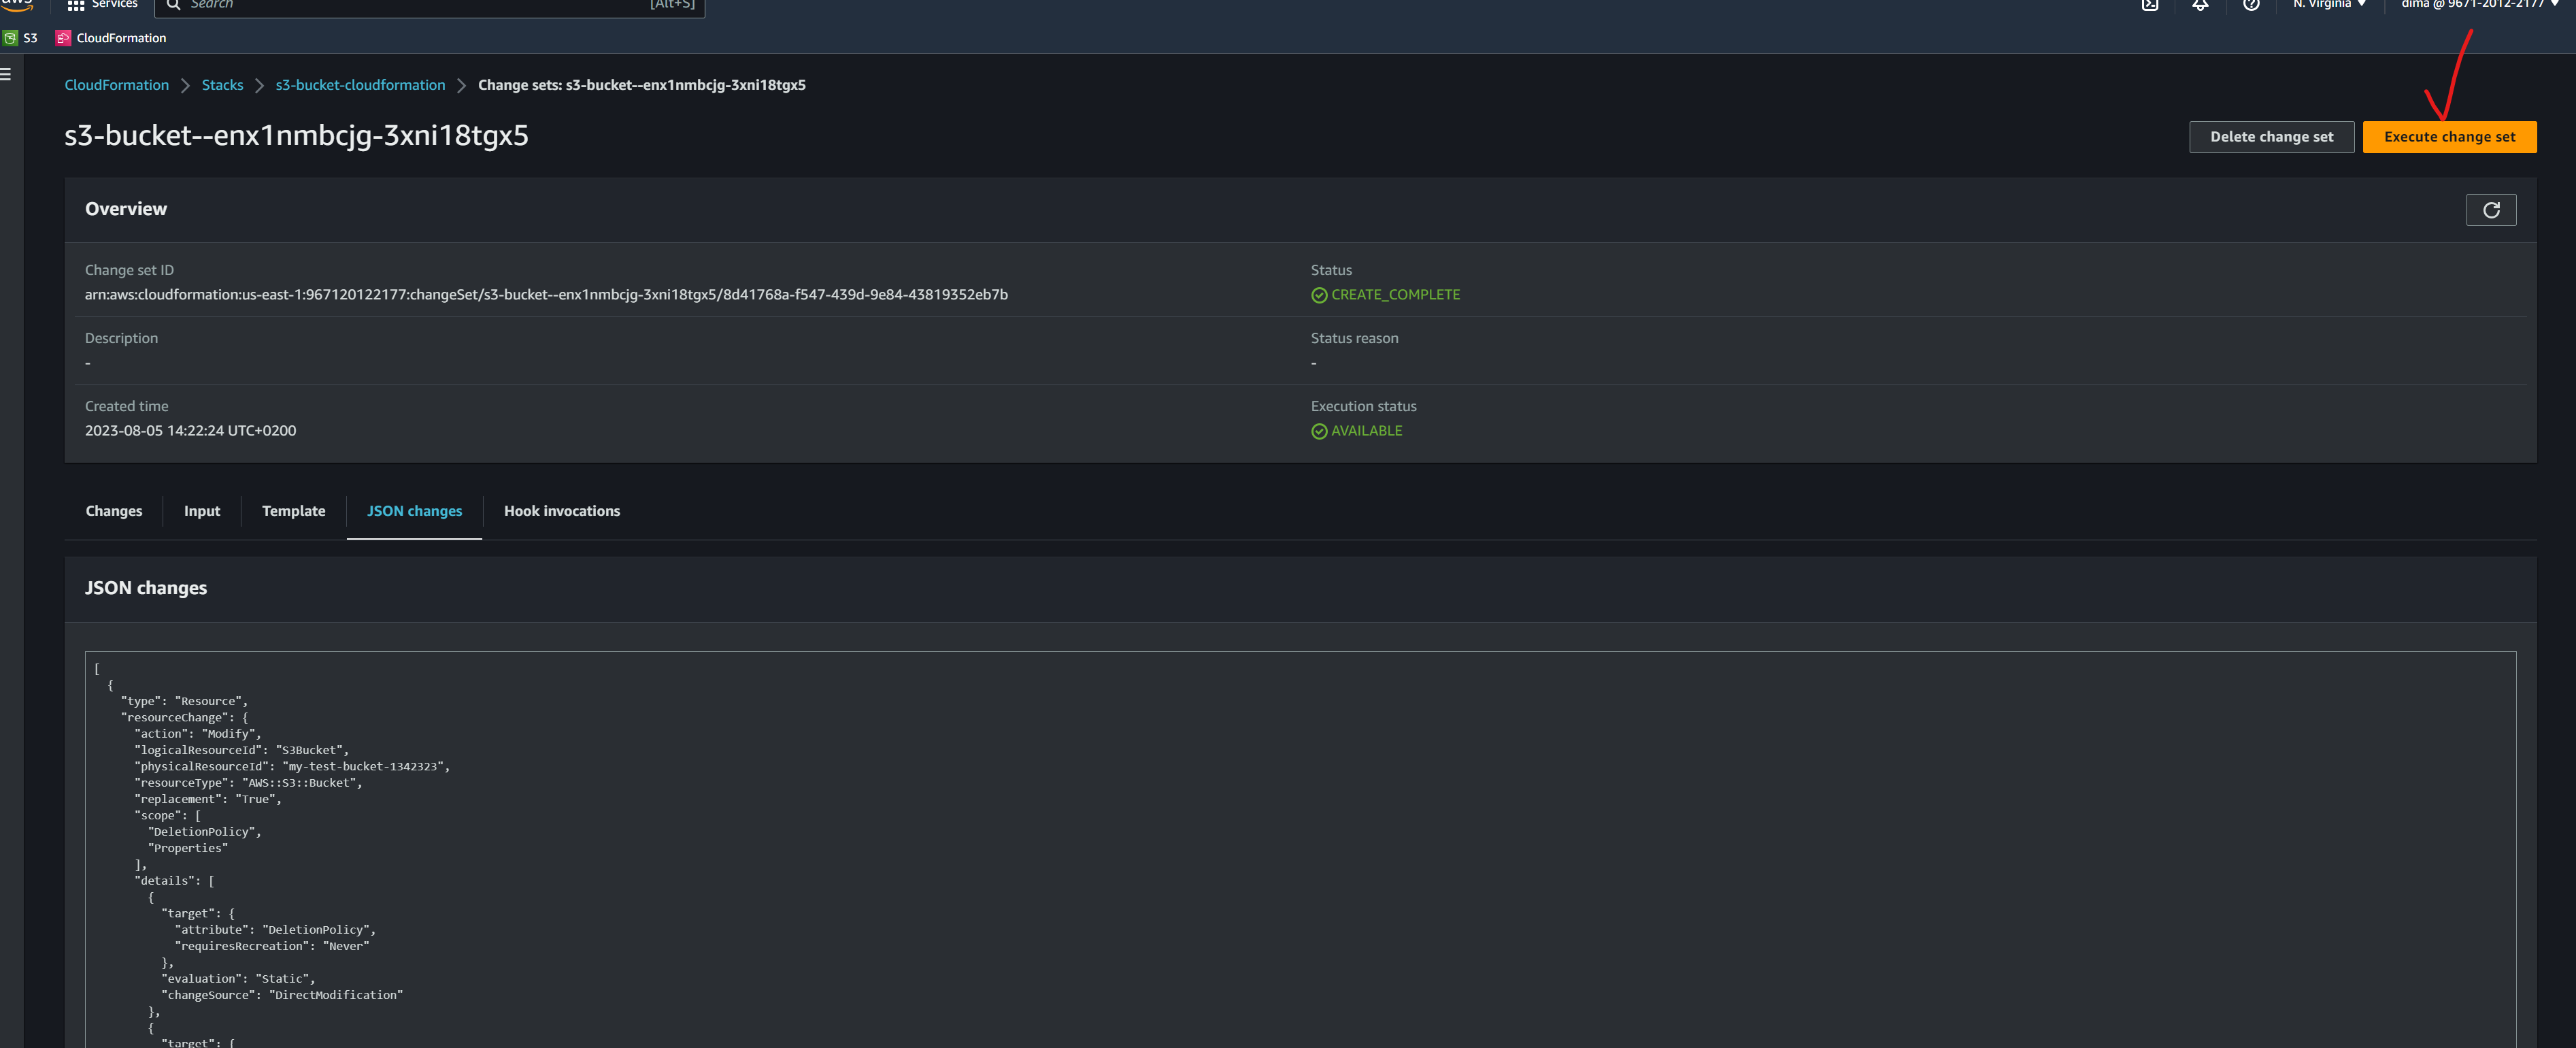 aws
Services
Search
[Alt+S]
N. Virginia
dima @ 9671-2012-2177
S3
CloudFormation
CloudFormation
Stacks
s3-bucket-cloudformation
Change sets: s3-bucket--enx1nmbcjg-3xni18tgx5
s3-bucket--enx1nmbcjg-3xni18tgx5
Delete change set
Execute change set
Overview
Change set ID
arn:aws:cloudformation:us-east-1:967120122177:changeSet/s3-bucket--enx1nmbcjg-3xni18tgx5/8d41768a-f547-439d-9e84-43819352eb7b
Status
CREATE_COMPLETE
Description
-
Status reason
-
Created time
2023-08-05 14:22:24 UTC+0200
Execution status
AVAILABLE
Changes
Input
Template
JSON changes
Hook invocations
JSON changes
[
{
"type": "Resource",
"resourceChange": {
"action": "Modify",
"logicalResourceId": "S3Bucket",
"physicalResourceId": "my-test-bucket-1342323",
"resourceType": "AWS::S3::Bucket",
"replacement": "True",
"scope": [
"DeletionPolicy",
"Properties"
],
"details": [
{
"target": {
"attribute": "DeletionPolicy",
"requiresRecreation": "Never"
},
"evaluation": "Static",
"changeSource": "DirectModification"
},
{
"target": {